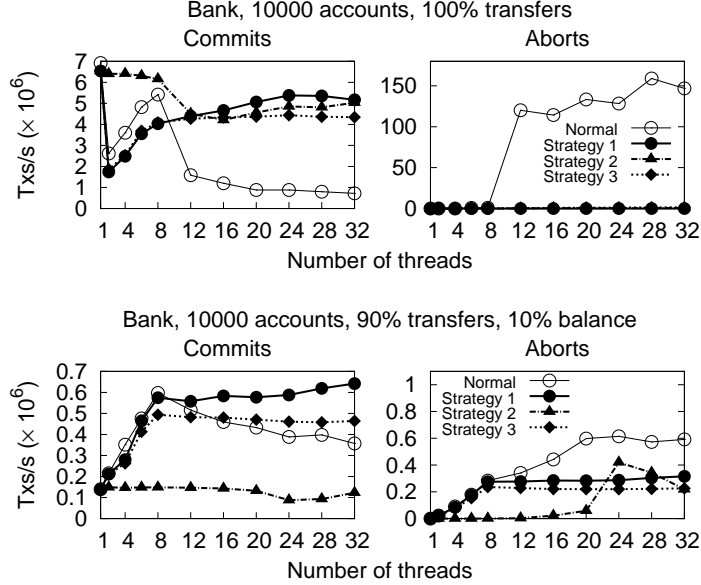 Bank, 10000 accounts, 100% transfers
Commits
Aborts
Txs/s (× 10^6)
7
6
5
4
3
2
1
0
150
100
50
0
Normal
Strategy 1
Strategy 2
Strategy 3
1 4 8 12 16 20 24 28 32
1 4 8 12 16 20 24 28 32
Number of threads
Bank, 10000 accounts, 90% transfers, 10% balance
Commits
Aborts
Txs/s (× 10^6)
0.7
0.6
0.5
0.4
0.3
0.2
0.1
0
1
0.8
0.6
0.4
0.2
0
Normal
Strategy 1
Strategy 2
Strategy 3
1 4 8 12 16 20 24 28 32
1 4 8 12 16 20 24 28 32
Number of threads
Number of threads